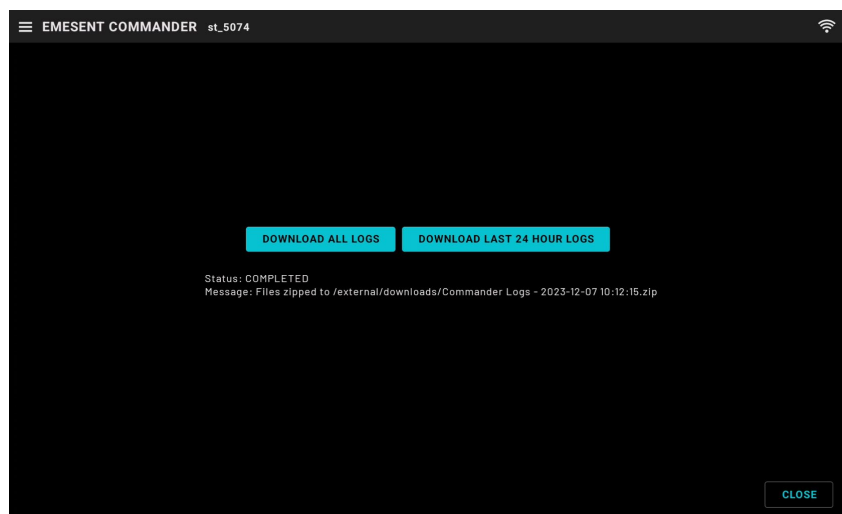 EMESENT COMMANDER st_5074
DOWNLOAD ALL LOGS DOWNLOAD LAST 24 HOUR LOGS
Status: COMPLETED
Message: Files zipped to /external/downloads/Commander Logs - 2023-12-07 10:12:15.zip
CLOSE